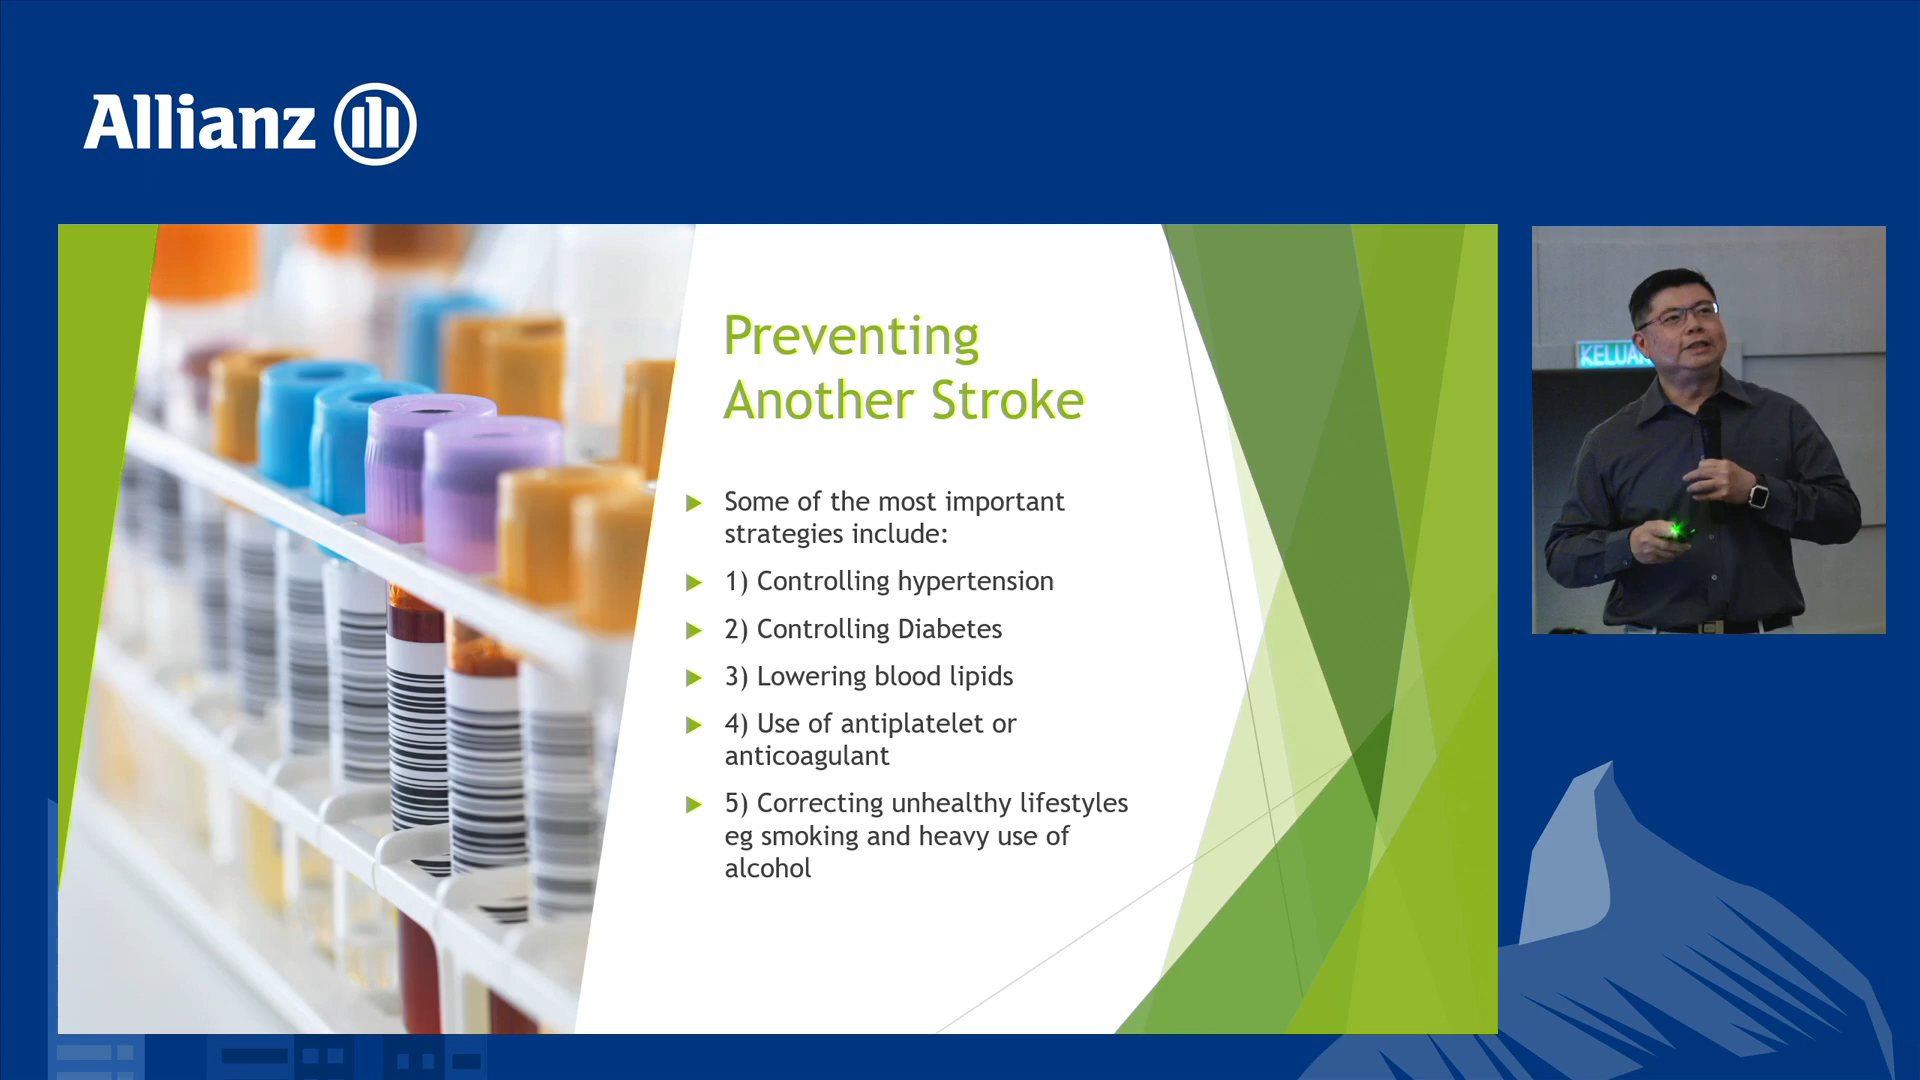 Allianz
Preventing
Another Stroke
Some of the most important
strategies include:
1) Controlling hypertension
2) Controlling Diabetes
3) Lowering blood lipids
4) Use of antiplatelet or
anticoagulant
5) Correcting unhealthy lifestyles
eg smoking and heavy use of
alcohol